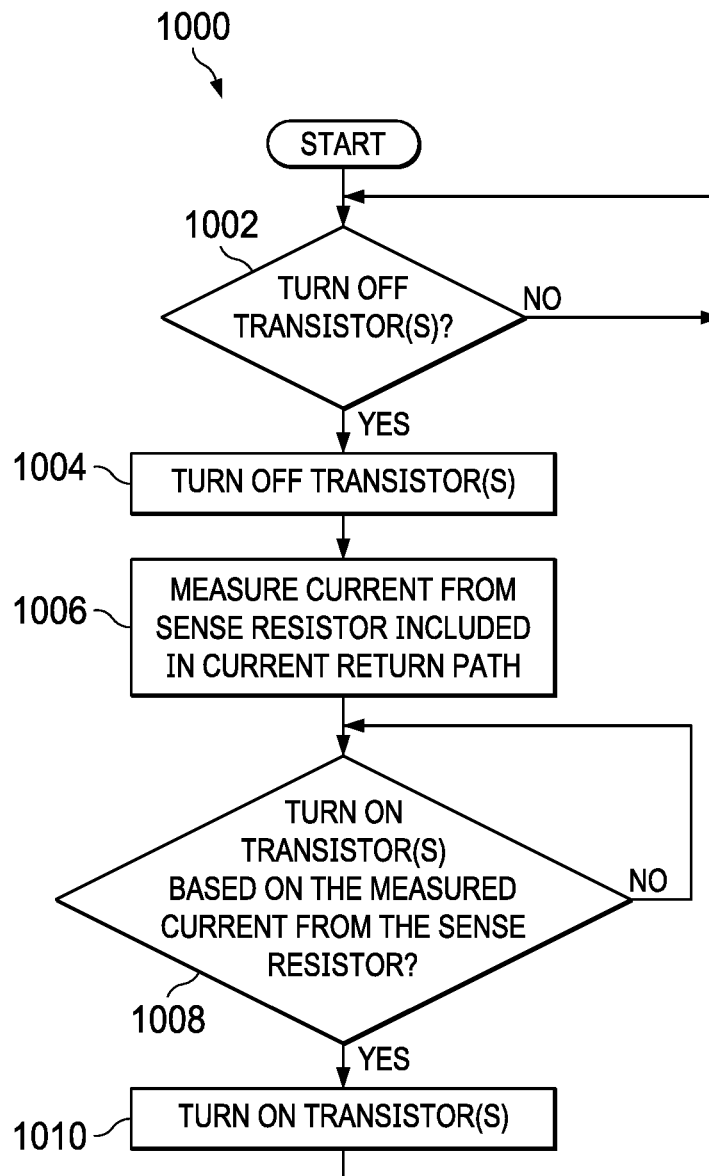 1000
START
1002
TURN OFF
TRANSISTOR(S)?
NO
YES
1004
TURN OFF TRANSISTOR(S)
1006
MEASURE CURRENT FROM
SENSE RESISTOR INCLUDED
IN CURRENT RETURN PATH
TURN ON
TRANSISTOR(S)
BASED ON THE MEASURED
CURRENT FROM THE SENSE
RESISTOR?
NO
1008
YES
1010
TURN ON TRANSISTOR(S)